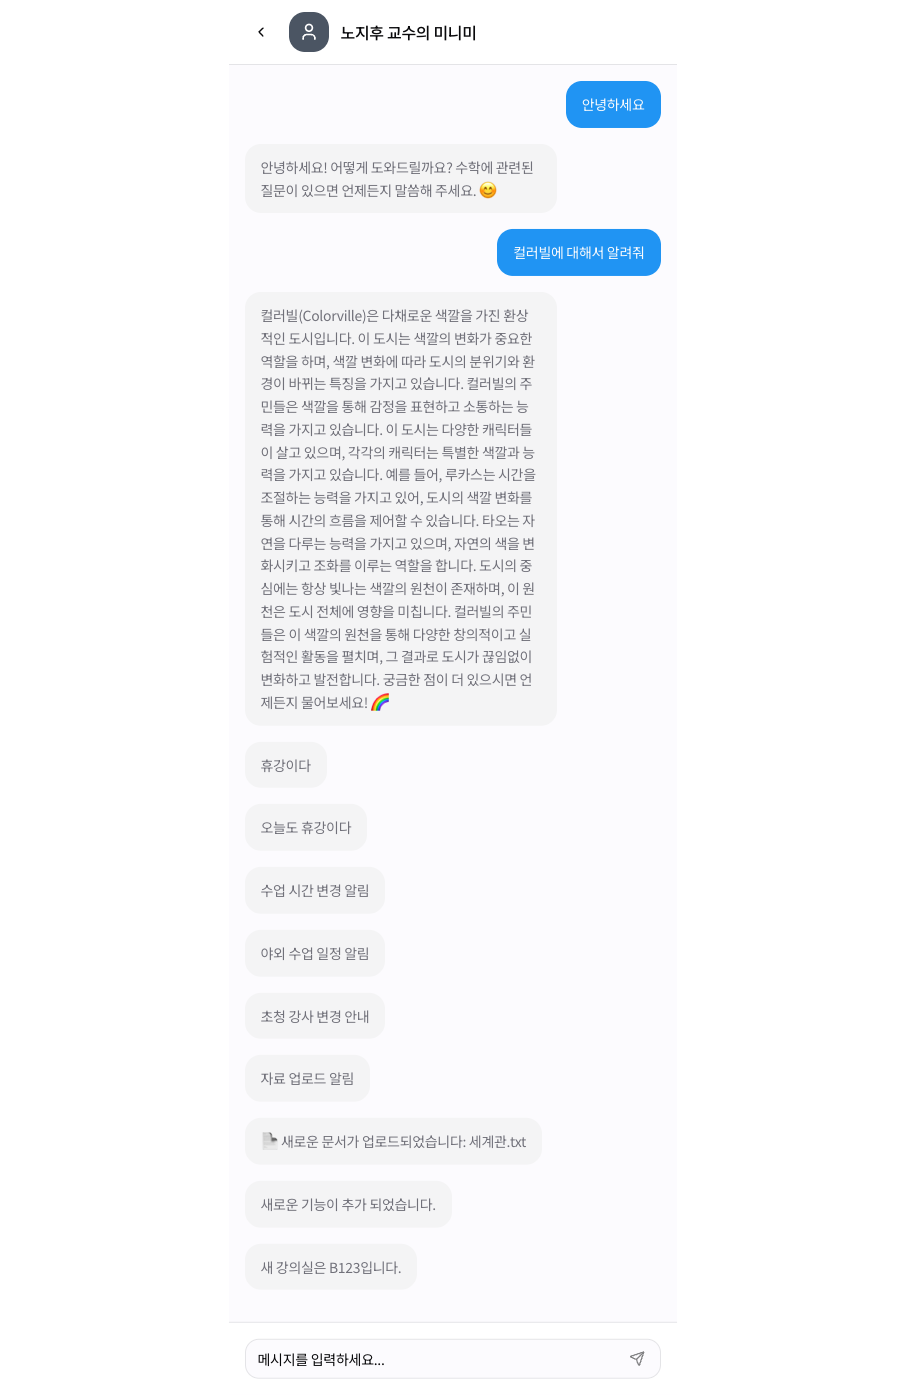 노지후 교수의 미니미
안녕하세요
안녕하세요! 어떻게 도와드릴까요? 수학에 관련된
질문이 있으면 언제든지 말씀해 주세요. 😊
컬러빌에 대해서 알려줘
컬러빌(Colorville)은 다채로운 색깔을 가진 환상
적인 도시입니다. 이 도시는 색깔의 변화가 중요한
역할을 하며, 색깔 변화에 따라 도시의 분위기와 환
경이 바뀌는 특징을 가지고 있습니다. 컬러빌의 주
민들은 색깔을 통해 감정을 표현하고 소통하는 능
력을 가지고 있습니다. 이 도시는 다양한 캐릭터들
이 살고 있으며, 각각의 캐릭터는 특별한 색깔과 능
력을 가지고 있습니다. 예를 들어, 루카스는 시간을
조절하는 능력을 가지고 있어, 도시의 색깔 변화를
통해 시간의 흐름을 제어할 수 있습니다. 타오는 자
연을 다루는 능력을 가지고 있으며, 자연의 색을 변
화시키고 조화를 이루는 역할을 합니다. 도시의 중
심에는 항상 빛나는 색깔의 원천이 존재하며, 이 원
천은 도시 전체에 영향을 미칩니다. 컬러빌의 주민
들은 이 색깔의 원천을 통해 다양한 창의적이고 실
험적인 활동을 펼치며, 그 결과로 도시가 끊임없이
변화하고 발전합니다. 궁금한 점이 더 있으시면 언
제든지 물어보세요! 🌈
휴강이다
오늘도 휴강이다
수업 시간 변경 알림
야외 수업 일정 알림
초청 강사 변경 안내
자료 업로드 알림
새로운 문서가 업로드되었습니다: 세계관.txt
새로운 기능이 추가 되었습니다.
새 강의실은 B123입니다.
메시지를 입력하세요...